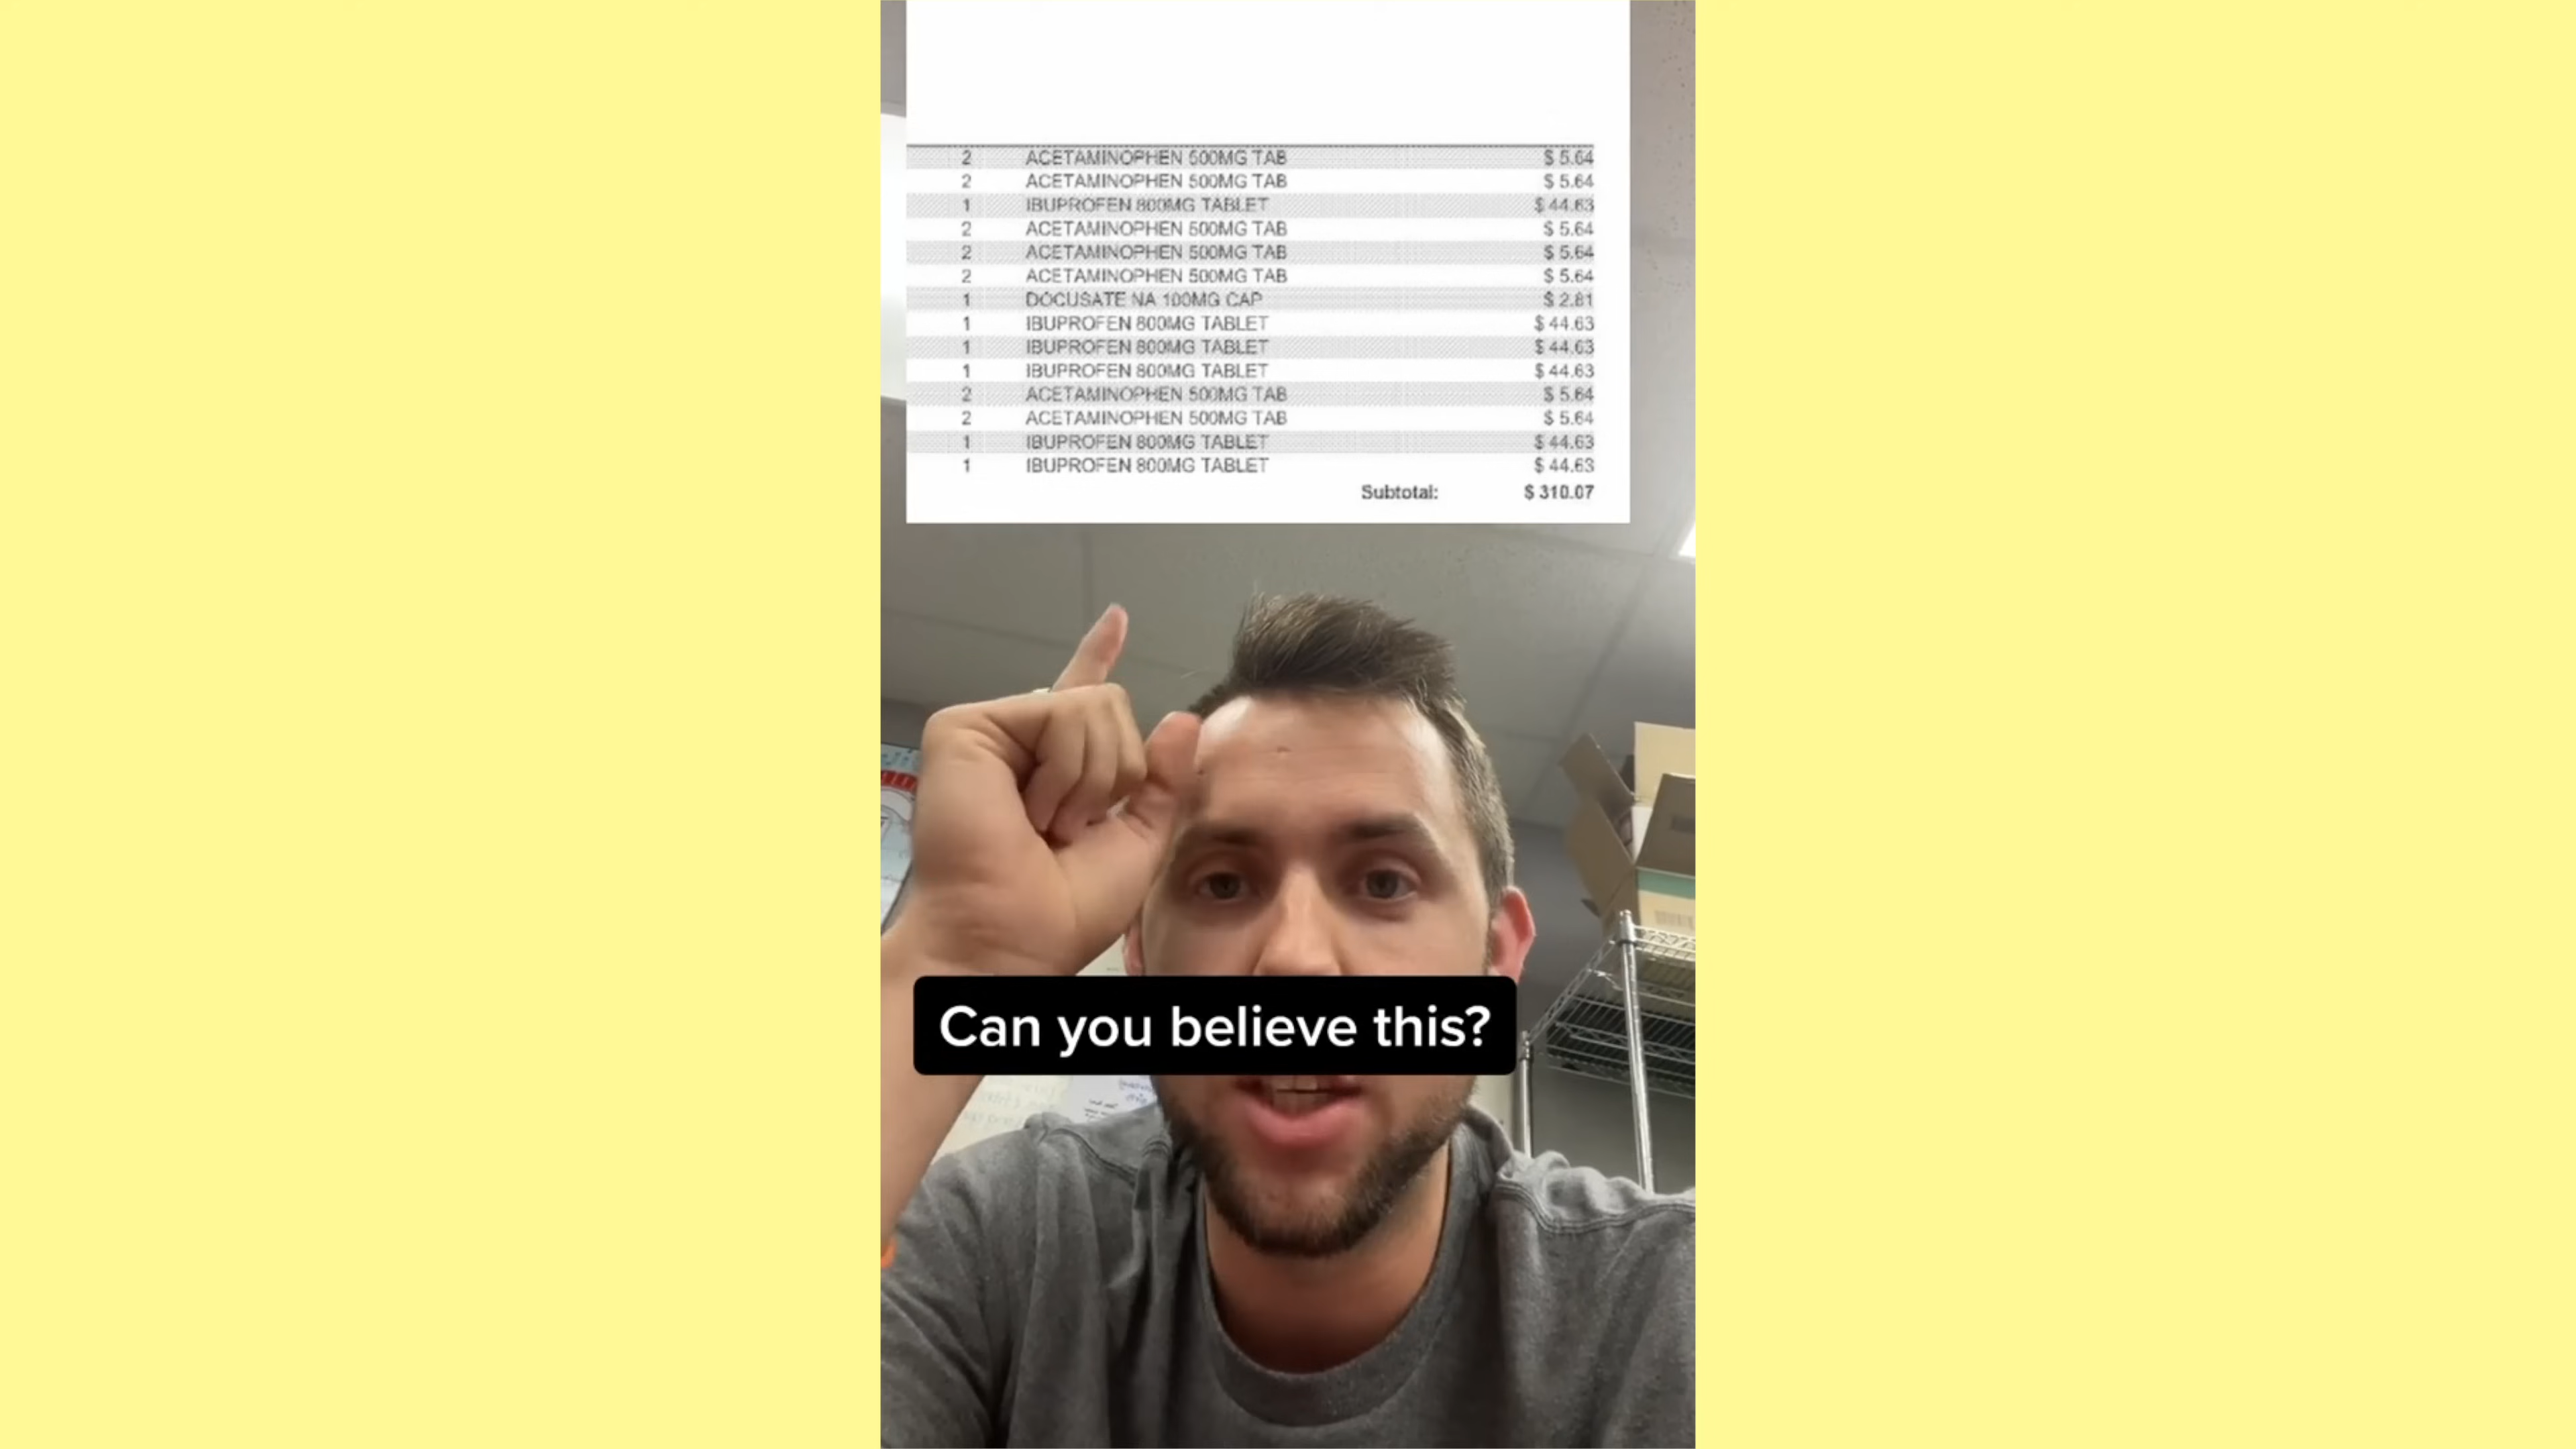 2 ACETAMINOPHEN 500MG TAB $ 5.64
2 ACETAMINOPHEN 500MG TAB $ 5.64
1 IBUPROFEN 800MG TABLET $ 44.63
2 ACETAMINOPHEN 500MG TAB $ 5.64
2 ACETAMINOPHEN 500MG TAB $ 5.64
2 ACETAMINOPHEN 500MG TAB $ 5.64
1 DOCUSATE NA 100MG CAP $ 2.81
1 IBUPROFEN 800MG TABLET $ 44.63
1 IBUPROFEN 800MG TABLET $ 44.63
1 IBUPROFEN 800MG TABLET $ 44.63
2 ACETAMINOPHEN 500MG TAB $ 5.64
2 ACETAMINOPHEN 500MG TAB $ 5.64
1 IBUPROFEN 800MG TABLET $ 44.63
1 IBUPROFEN 800MG TABLET $ 44.63
Subtotal: $ 310.07
Can you believe this?